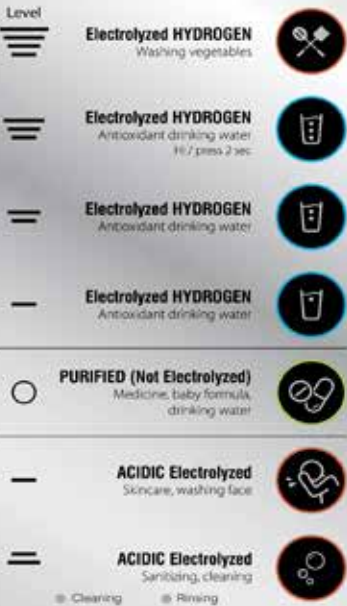 Level
Electrolyzed HYDROGEN
Washing vegetables
Electrolyzed HYDROGEN
Antioxidant drinking water
Hi / press 2 sec
Electrolyzed HYDROGEN
Antioxidant drinking water
Electrolyzed HYDROGEN
Antioxidant drinking water
PURIFIED (Not Electrolyzed)
Medicine, baby formula,
drinking water
ACIDIC Electrolyzed
Skincare, washing face
ACIDIC Electrolyzed
Sanitizing, cleaning
Cleaning Rinsing